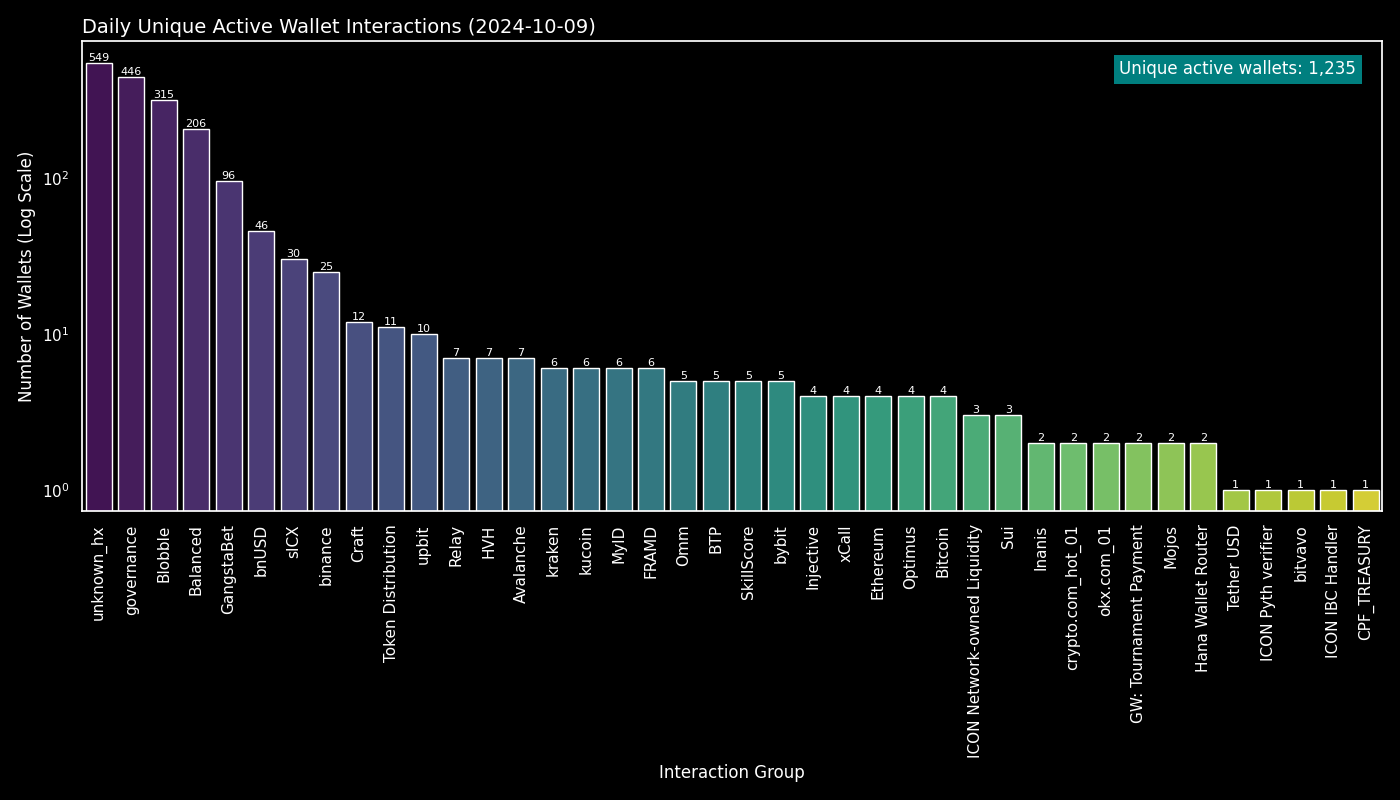 Daily Unique Active Wallet Interactions (2024-10-09)
Unique active wallets: 1,235
Number of Wallets (Log Scale)
10²
10¹
10⁰
549
446
315
206
96
46
30
25
12
11
10
7
7
7
6
6
6
6
5
5
5
5
4
4
4
4
4
3
3
2
2
2
2
2
2
1
1
1
1
1
unknown_hx
governance
Blobble
Balanced
GangstaBet
bnUSD
sICX
binance
Craft
Token Distribution
upbit
Relay
HVH
Avalanche
kraken
kucoin
MyID
FRAMD
Omm
BTP
SkillScore
bybit
Injective
xCall
Ethereum
Optimus
Bitcoin
ICON Network-owned Liquidity
Sui
Inanis
crypto.com_hot_01
okx.com_01
GW: Tournament Payment
Mojos
Hana Wallet Router
Tether USD
ICON Pyth verifier
bitvavo
ICON IBC Handler
CPF_TREASURY
Interaction Group